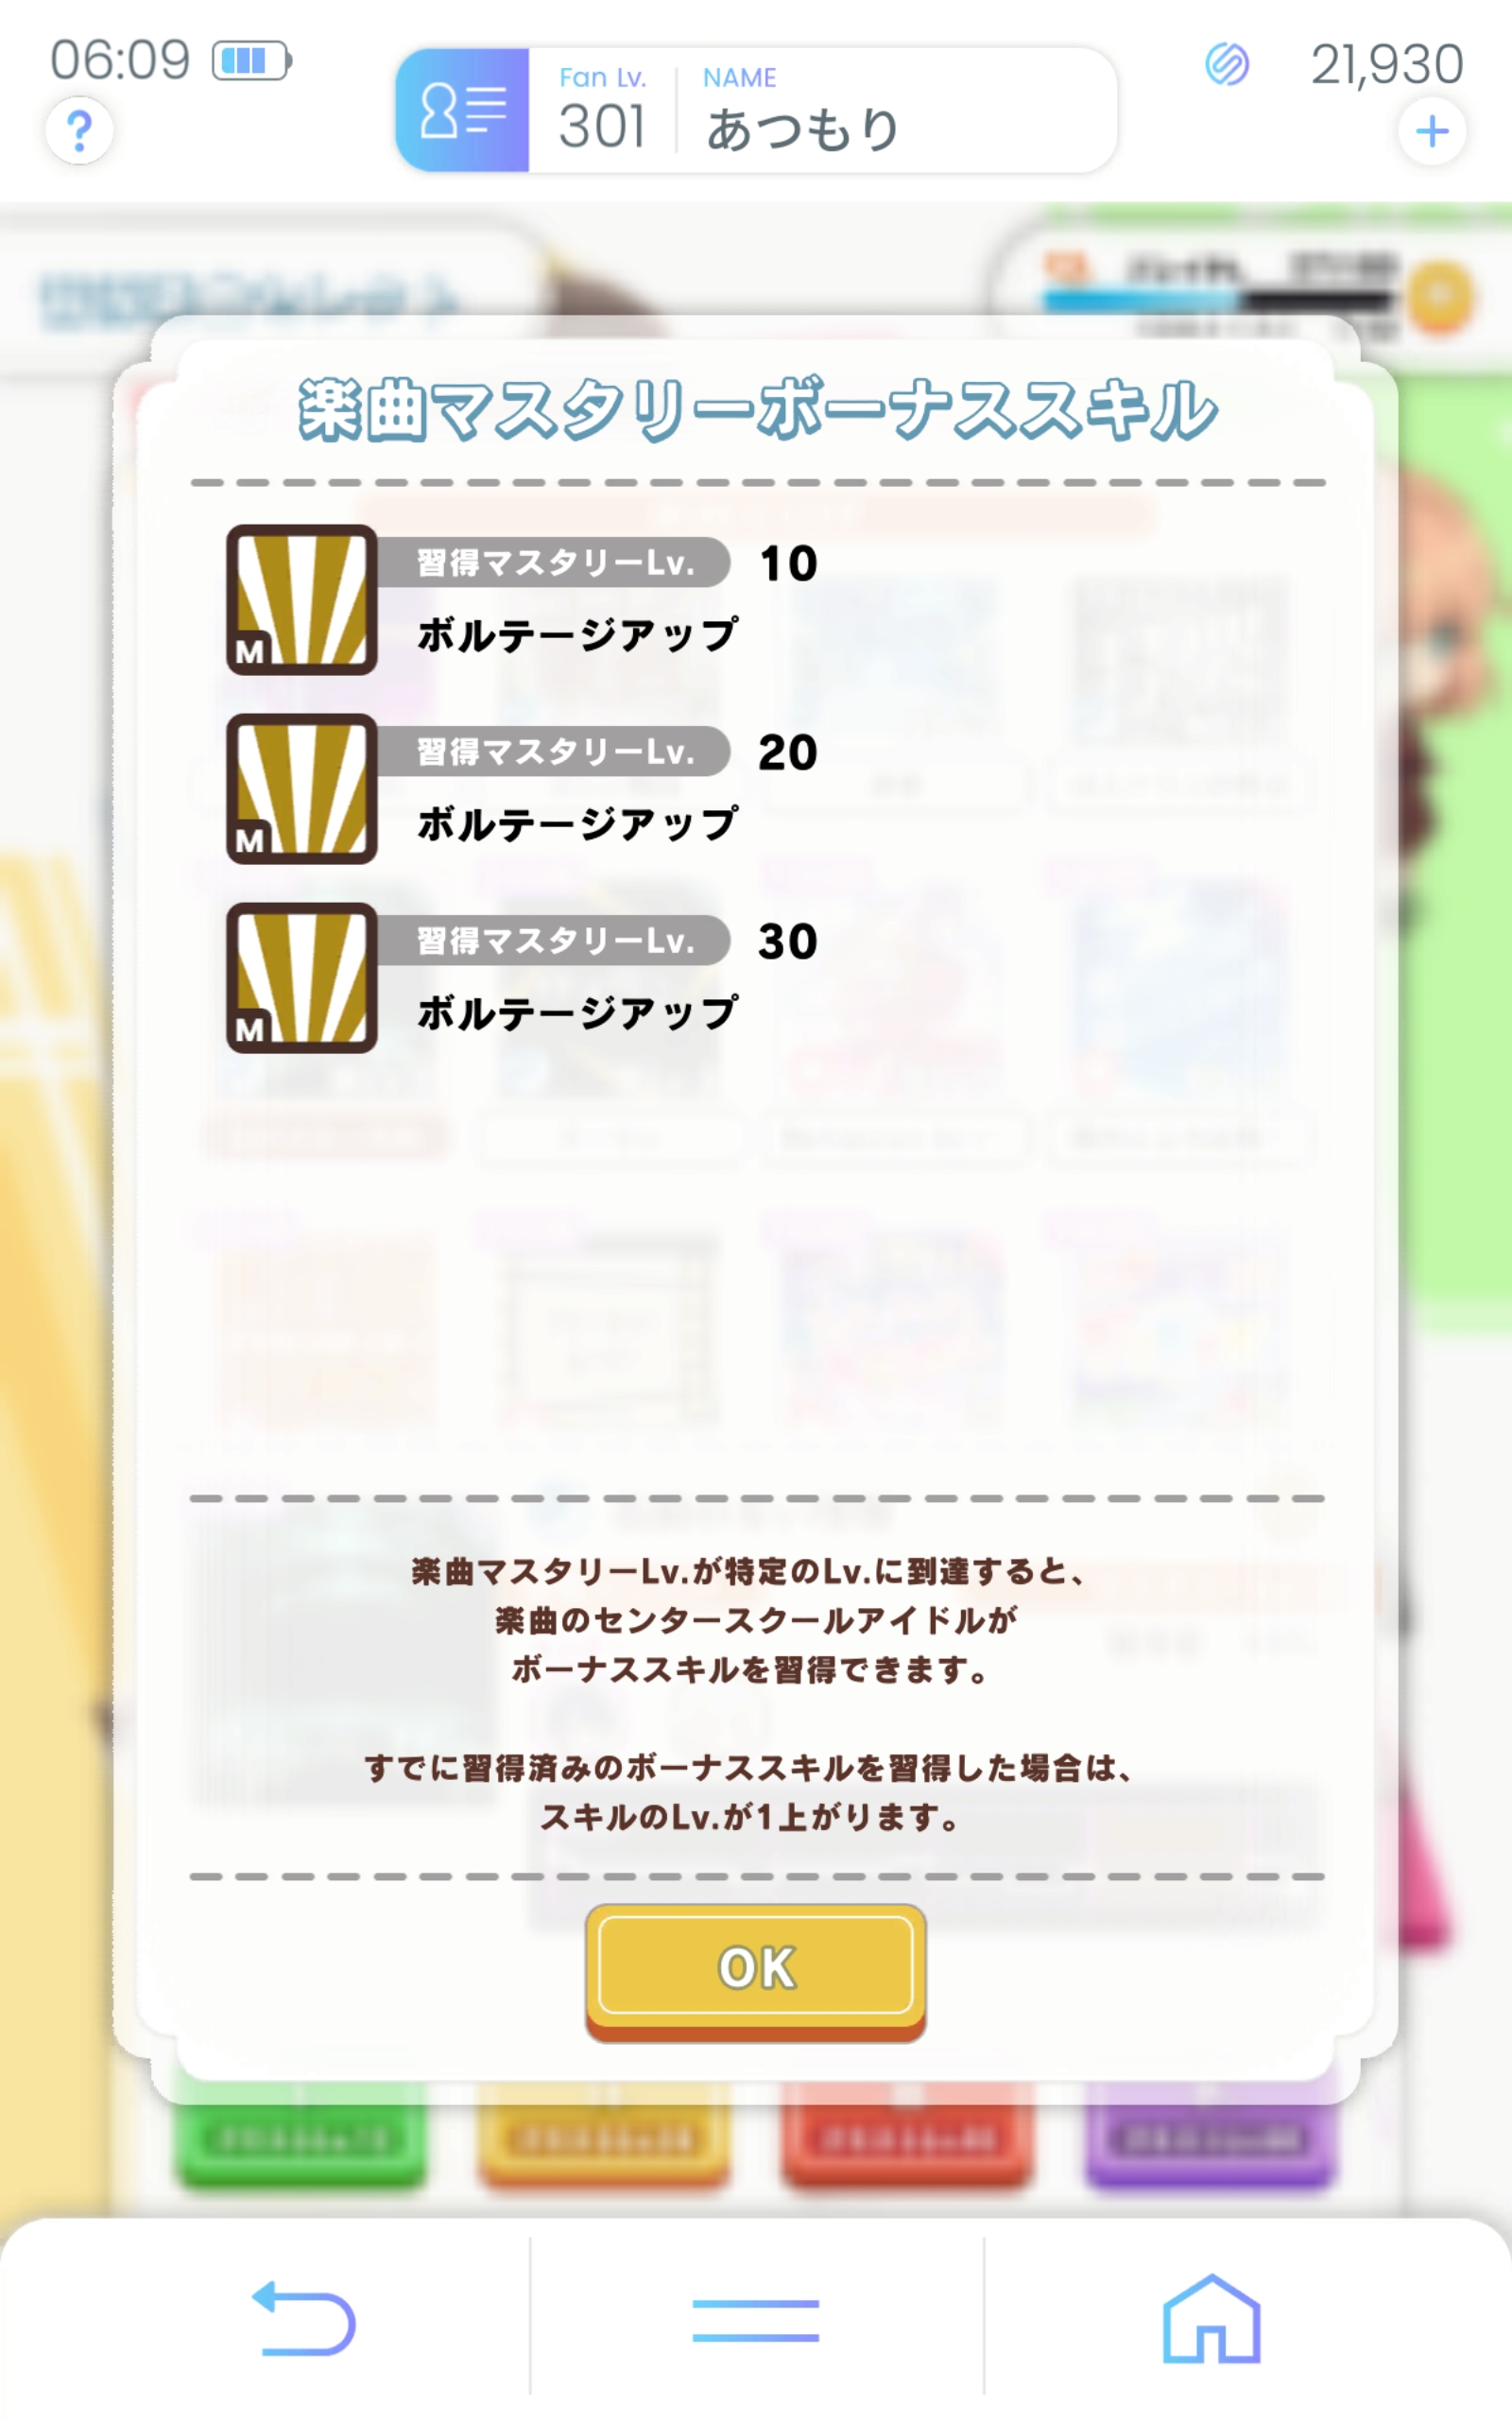 06:09
Fan Lv.
301
NAME
あつもり
21,930
楽曲マスタリーボーナススキル
習得マスタリーLv. 10
ボルテージアップ
M
習得マスタリーLv. 20
ボルテージアップ
M
習得マスタリーLv. 30
ボルテージアップ
M
楽曲マスタリーLv.が特定のLv.に到達すると、
楽曲のセンタースクールアイドルが
ボーナススキルを習得できます。
すでに習得済みのボーナススキルを習得した場合は、
スキルのLv.が1上がります。
OK